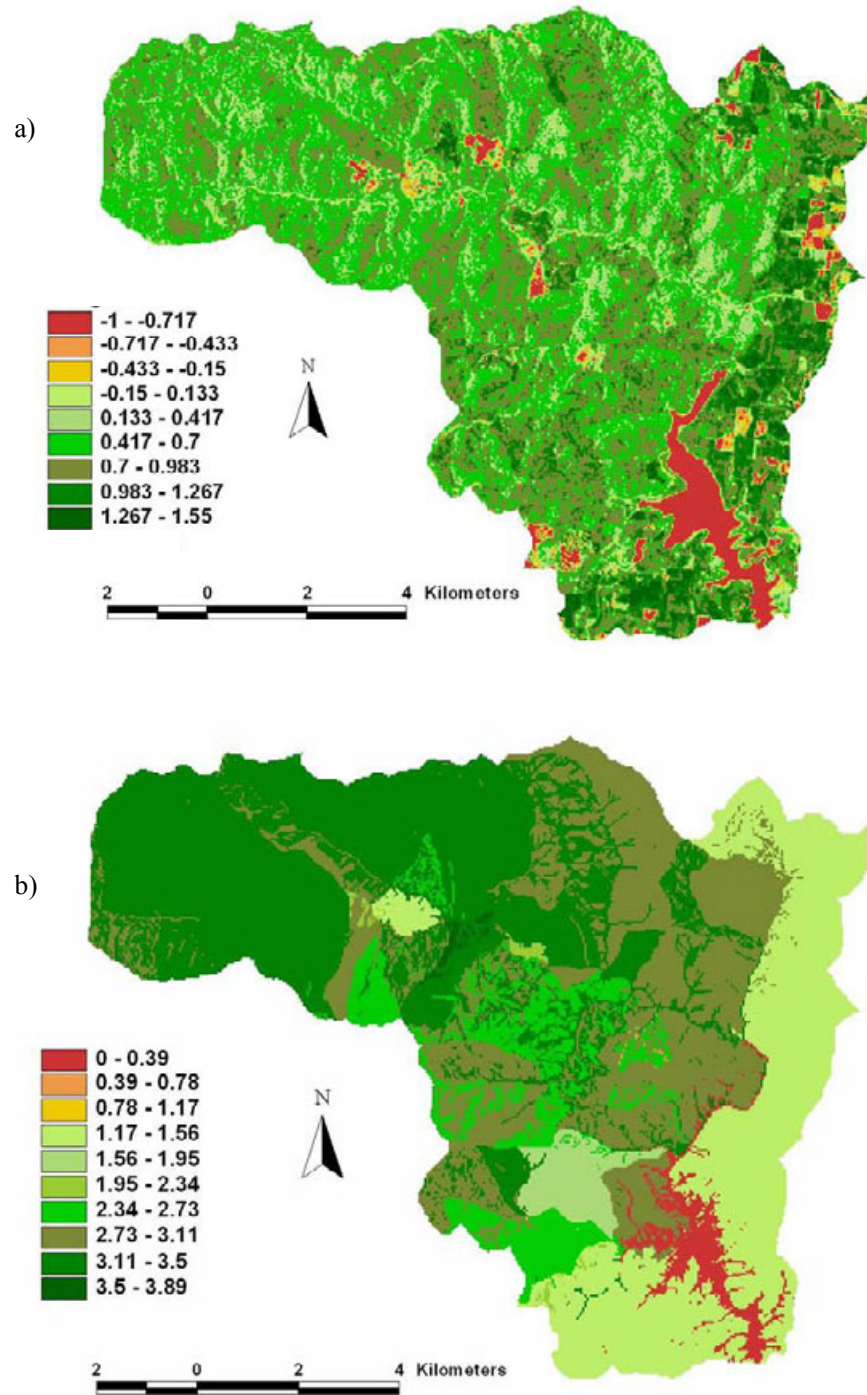 a)
-1 - -0.717
-0.717 - -0.433
-0.433 - -0.15
-0.15 - 0.133
0.133 - 0.417
0.417 - 0.7
0.7 - 0.983
0.983 - 1.267
1.267 - 1.55
N
2 0 2 4 Kilometers
b)
0 - 0.39
0.39 - 0.78
0.78 - 1.17
1.17 - 1.56
1.56 - 1.95
1.95 - 2.34
2.34 - 2.73
2.73 - 3.11
3.11 - 3.5
3.5 - 3.89
N
2 0 2 4 Kilometers